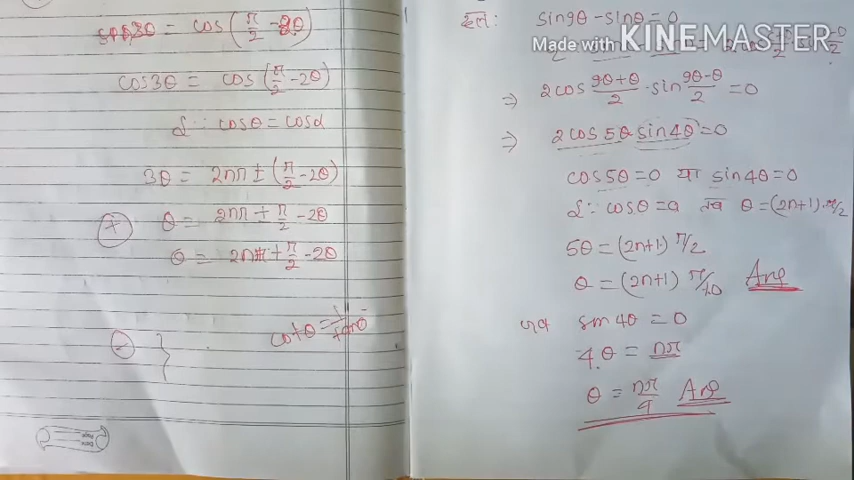 cos(π/2 - 2θ)
cos3θ = cos(π/2 - 2θ)
∵ cosθ = cosα
3θ = 2nπ ± (π/2 - 2θ)
(+) θ = 2nπ + π/2 - 2θ
θ = 2nπ + π/2 - 2θ
cotθ = 1/tanθ
(-)
हल: sin9θ - sinθ = 0
Made with KINEMASTER
⇒ 2cos (9θ+θ)/2 · sin (9θ-θ)/2 = 0
⇒ 2cos5θ sin4θ = 0
cos5θ = 0 या sin4θ = 0
∵ cosθ = 0 तब θ = (2n+1)·π/2
5θ = (2n+1) π/2
θ = (2n+1) π/10 Ans
जब sin4θ = 0
4θ = nπ
θ = nπ/4 Ans